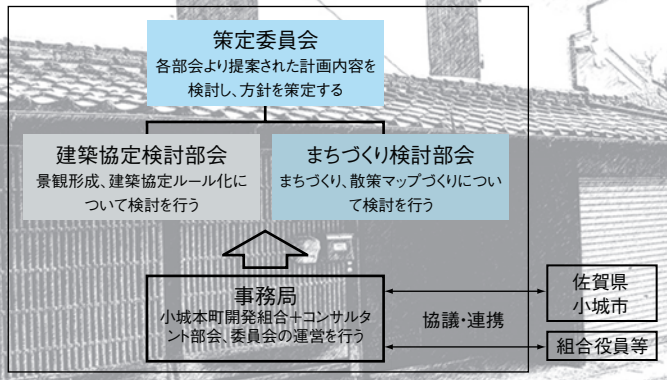 策定委員会
各部会より提案された計画内容を
検討し、方針を策定する
建築協定検討部会
景観形成、建築協定ルール化に
ついて検討を行う
まちづくり検討部会
まちづくり、散策マップづくりについ
て検討を行う
事務局
小城本町開発組合＋コンサルタ
ント部会、委員会の運営を行う
協議・連携
佐賀県
小城市
組合役員等